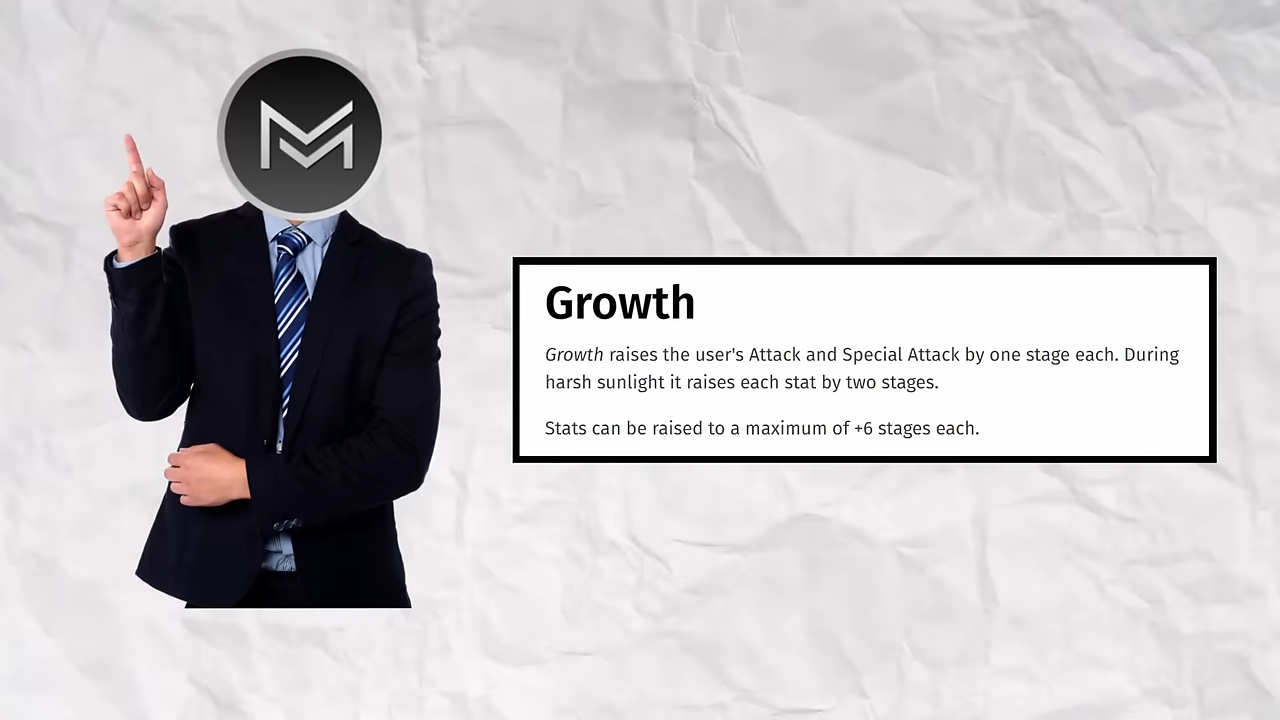 M
Growth
Growth raises the user's Attack and Special Attack by one stage each. During
harsh sunlight it raises each stat by two stages.
Stats can be raised to a maximum of +6 stages each.